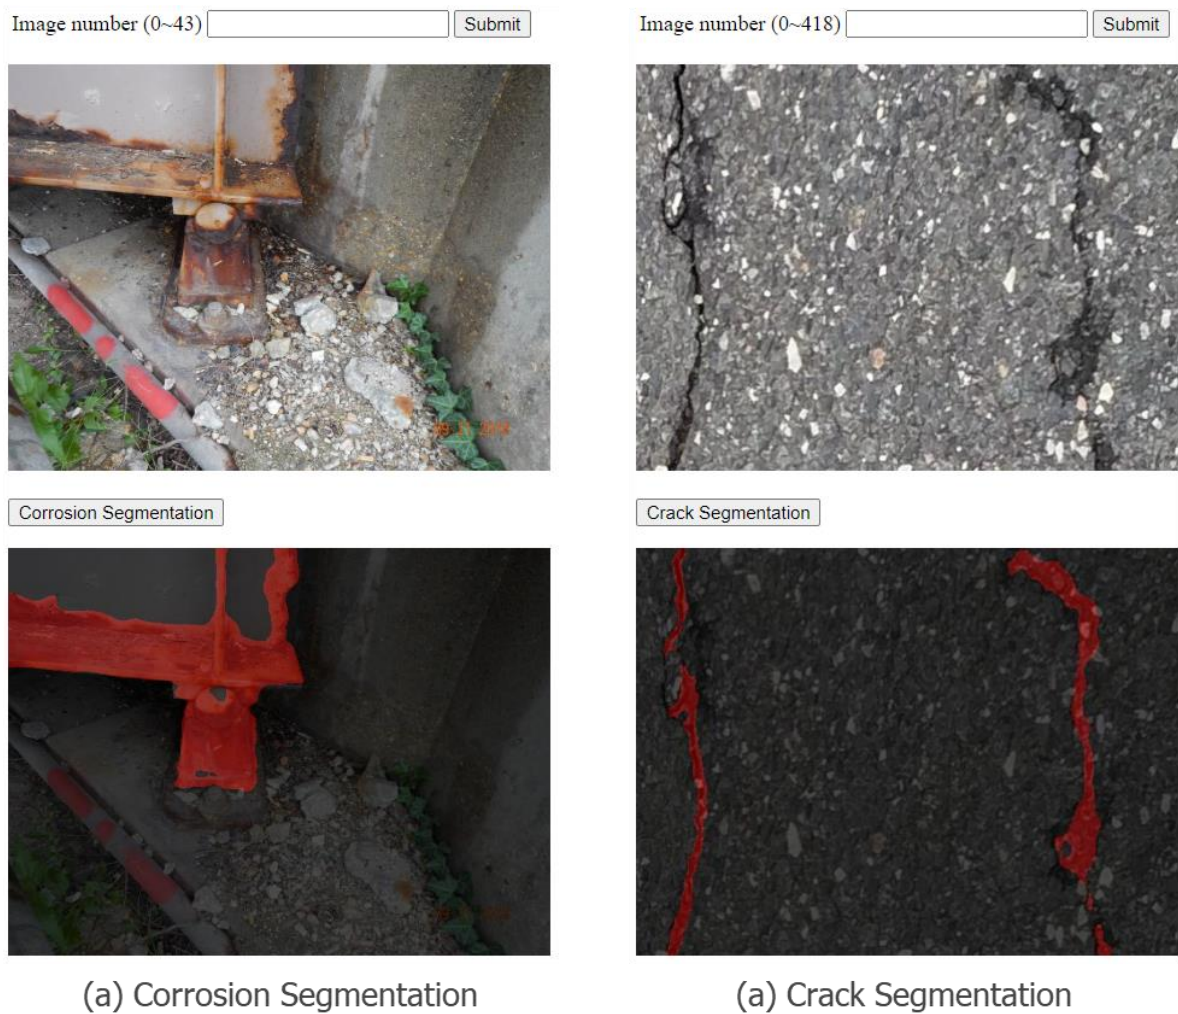 Image number (0~43) Submit
Image number (0~418) Submit
Corrosion Segmentation
Crack Segmentation
(a) Corrosion Segmentation
(a) Crack Segmentation